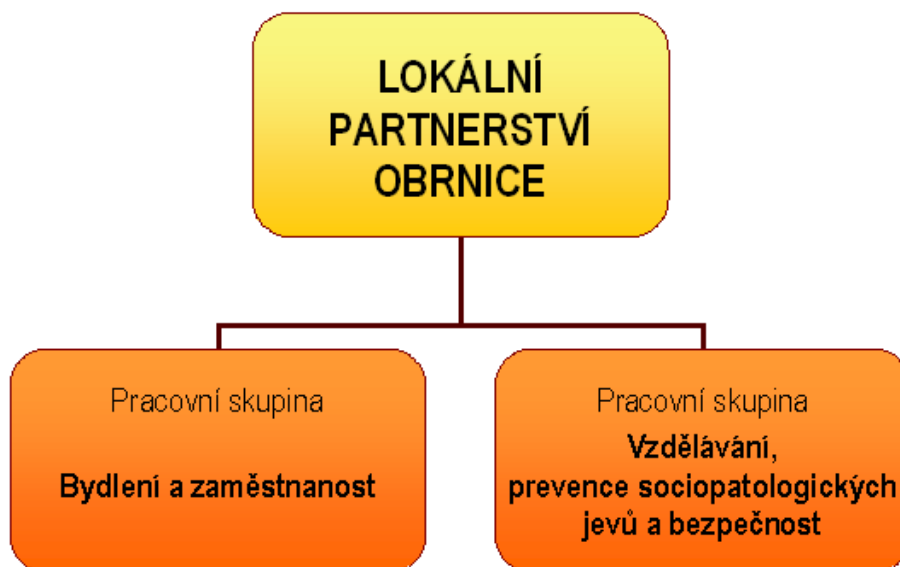 LOKÁLNÍ
PARTNERSTVÍ
OBRNICE
Pracovní skupina
Bydlení a zaměstnanost
Pracovní skupina
Vzdělávání,
prevence sociopatologických
jevů a bezpečnost